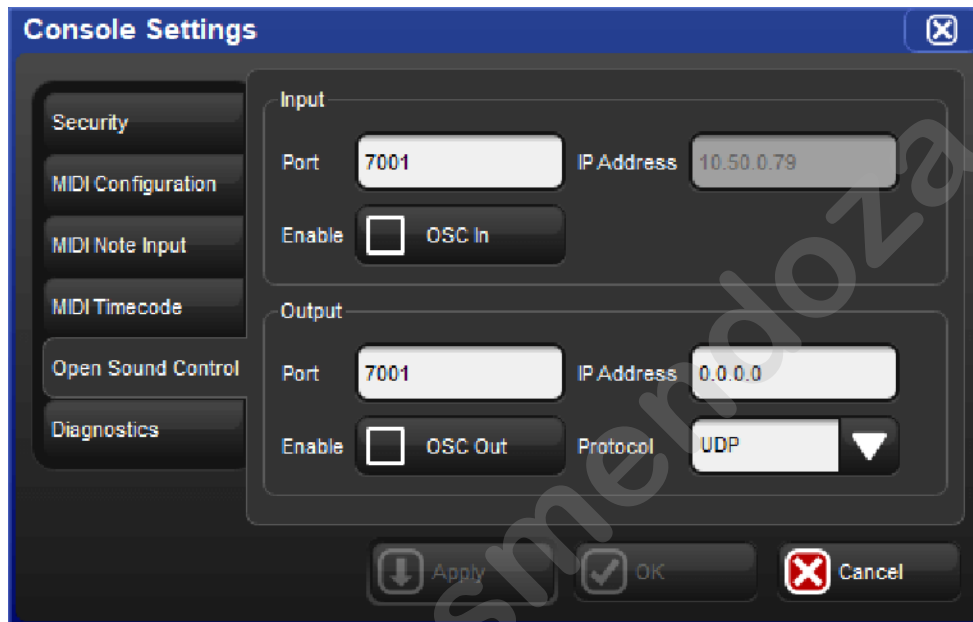 Console Settings
Security
MIDI Configuration
MIDI Note Input
MIDI Timecode
Open Sound Control
Diagnostics
Input
Port 7001 IP Address 10.50.0.79
Enable OSC In
Output
Port 7001 IP Address 0.0.0.0
Enable OSC Out Protocol UDP
Apply OK Cancel
smendoza